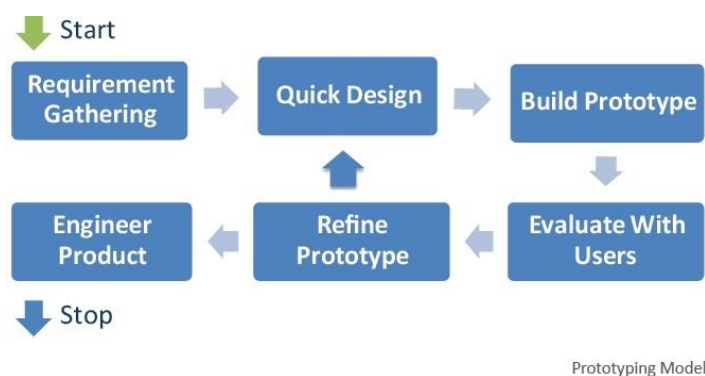 Start
Requirement
Gathering
Quick Design
Build Prototype
Engineer
Product
Refine
Prototype
Evaluate With
Users
Stop
Prototyping Model